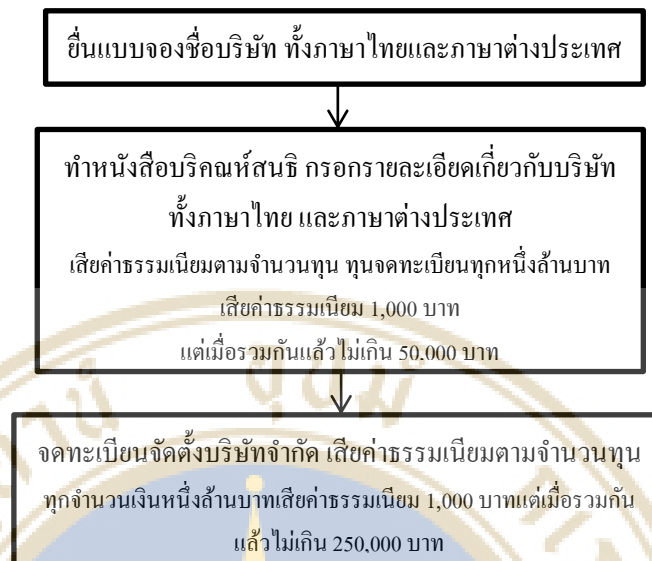 ยื่นแบบจองชื่อบริษัท ทั้งภาษาไทยและภาษาต่างประเทศ
ทำหนังสือบริคณห์สนธิ กรอกรายละเอียดเกี่ยวกับบริษัท
ทั้งภาษาไทย และภาษาต่างประเทศ
เสียค่าธรรมเนียมตามจำนวนทุน ทุนจดทะเบียนทุกหนึ่งล้านบาท
เสียค่าธรรมเนียม 1,000 บาท
แต่เมื่อรวมกันแล้วไม่เกิน 50,000 บาท
จดทะเบียนจัดตั้งบริษัทจำกัด เสียค่าธรรมเนียมตามจำนวนทุน
ทุกจำนวนเงินหนึ่งล้านบาทเสียค่าธรรมเนียม 1,000 บาทแต่เมื่อรวมกัน
แล้วไม่เกิน 250,000 บาท